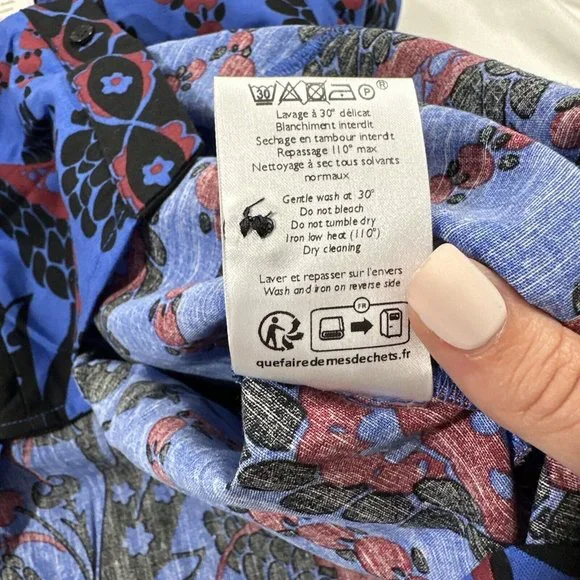 30 P ®
Lavage à 30° délicat
Blanchiment interdit
Sechage en tambour interdit
Repassage 110° max
Nettoyage à sec tous solvants
normaux
Gentle wash at 30°
Do not bleach
Do not tumble dry
Iron low heat (110°)
Dry cleaning
Laver et repasser sur l'envers
Wash and iron on reverse side
FR
quefairedemesdechets.fr